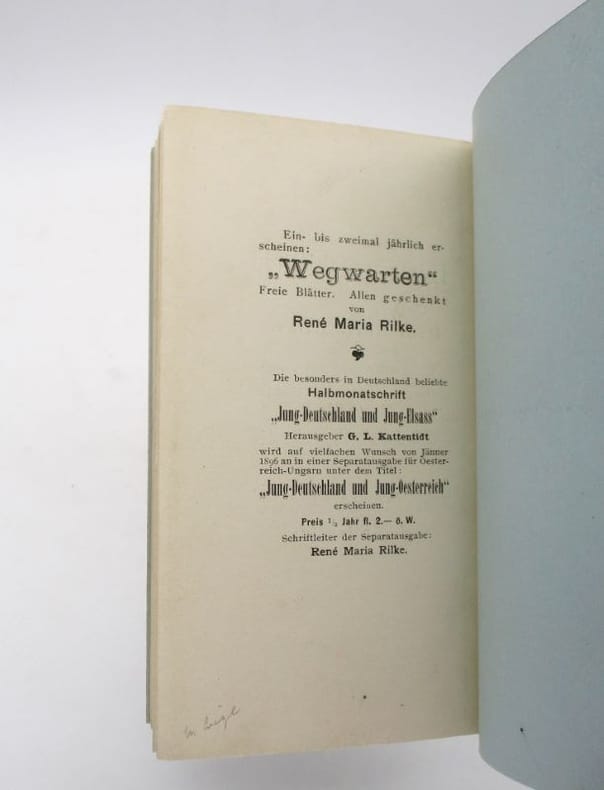 Ein- bis zweimal jährlich er-
scheinen:
„Wegwarten“
Freie Blätter. Allen geschenkt
von
René Maria Rilke.
Die besonders in Deutschland beliebte
Halbmonatschrift
„Jung-Deutschland und Jung-Elsass“
Herausgeber G. L. Kattentidt
wird auf vielfachen Wunsch von Jänner
1896 an in einer Separatausgabe für Oester-
reich-Ungarn unter dem Titel:
„Jung-Deutschland und Jung-Oesterreich“
erscheinen.
Preis ½ Jahr fl. 2.— ö. W.
Schriftleiter der Separatausgabe:
René Maria Rilke.